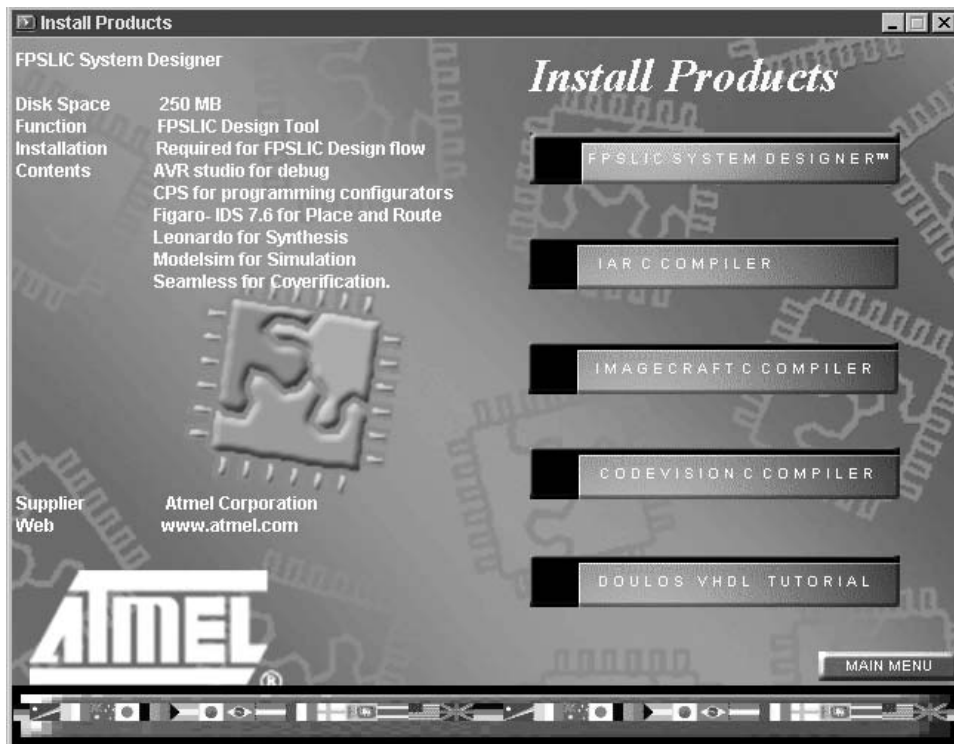 Install Products
FPSLIC System Designer
Disk Space 250 MB
Function FPSLIC Design Tool
Installation Required for FPSLIC Design flow
Contents AVR studio for debug
CPS for programming configurators
Figaro- IDS 7.6 for Place and Route
Leonardo for Synthesis
Modelsim for Simulation
Seamless for Coverification.
Supplier Atmel Corporation
Web www.atmel.com
ATMEL ®
Install Products
FPSLIC SYSTEM DESIGNER™
IAR C COMPILER
IMAGECRAFT C COMPILER
CODEVISION C COMPILER
DOULOS VHDL TUTORIAL
MAIN MENU